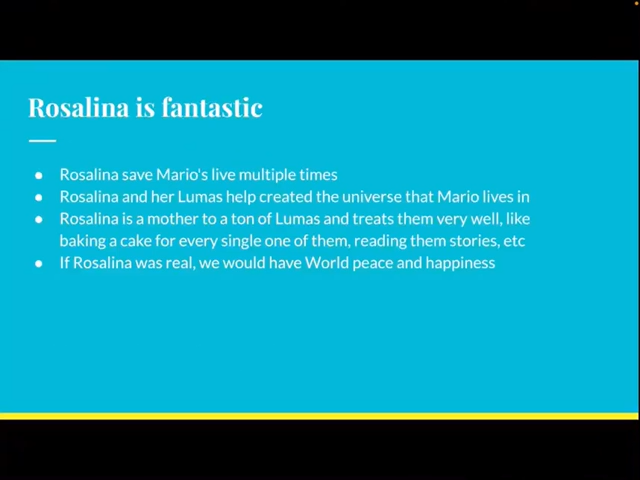 Rosalina is fantastic
● Rosalina save Mario's live multiple times
● Rosalina and her Lumas help created the universe that Mario lives in
● Rosalina is a mother to a ton of Lumas and treats them very well, like
baking a cake for every single one of them, reading them stories, etc
● If Rosalina was real, we would have World peace and happiness